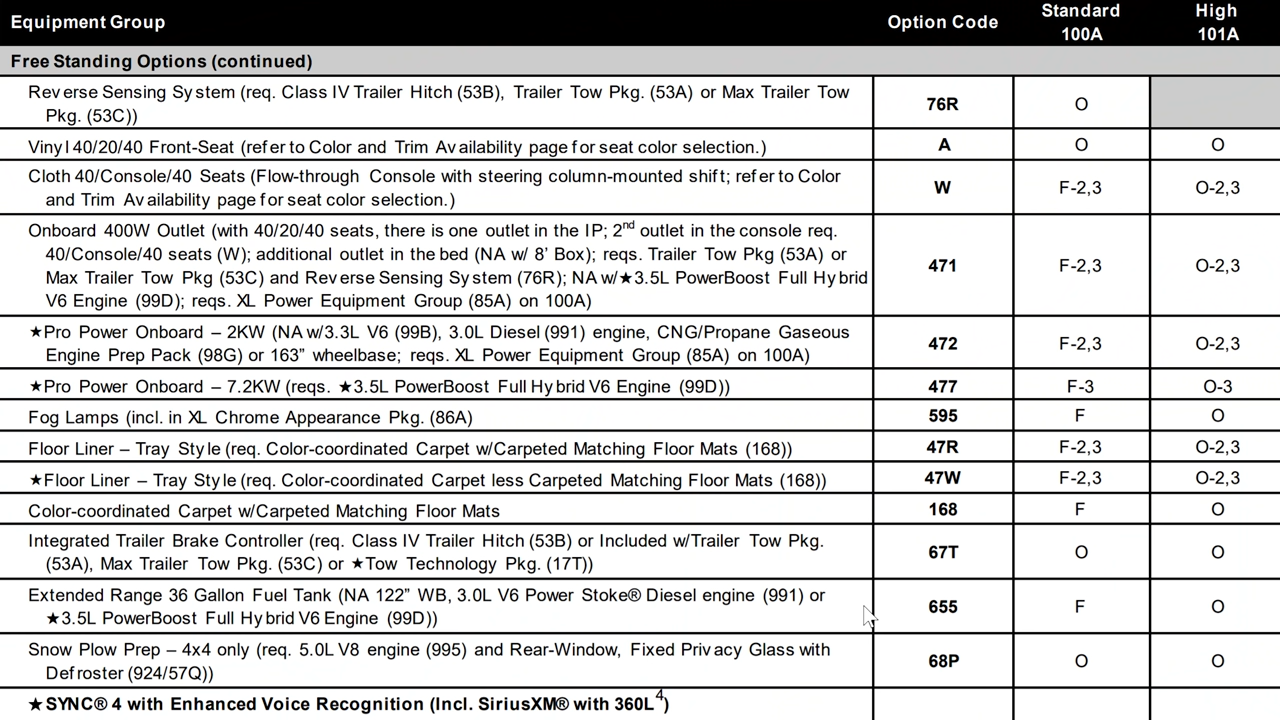 Equipment Group Option Code Standard 100A High 101A
Free Standing Options (continued)
Reverse Sensing System (req. Class IV Trailer Hitch (53B), Trailer Tow Pkg. (53A) or Max Trailer Tow
Pkg. (53C)) 76R O
Vinyl 40/20/40 Front-Seat (refer to Color and Trim Availability page for seat color selection.) A O O
Cloth 40/Console/40 Seats (Flow-through Console with steering column-mounted shift; refer to Color
and Trim Availability page for seat color selection.) W F-2,3 O-2,3
Onboard 400W Outlet (with 40/20/40 seats, there is one outlet in the IP; 2nd outlet in the console req.
40/Console/40 seats (W); additional outlet in the bed (NA w/ 8' Box); reqs. Trailer Tow Pkg (53A) or
Max Trailer Tow Pkg (53C) and Reverse Sensing System (76R); NA w/★3.5L PowerBoost Full Hybrid
V6 Engine (99D); reqs. XL Power Equipment Group (85A) on 100A) 471 F-2,3 O-2,3
★Pro Power Onboard – 2KW (NA w/3.3L V6 (99B), 3.0L Diesel (991) engine, CNG/Propane Gaseous
Engine Prep Pack (98G) or 163” wheelbase; reqs. XL Power Equipment Group (85A) on 100A) 472 F-2,3 O-2,3
★Pro Power Onboard – 7.2KW (reqs. ★3.5L PowerBoost Full Hybrid V6 Engine (99D)) 477 F-3 O-3
Fog Lamps (incl. in XL Chrome Appearance Pkg. (86A) 595 F O
Floor Liner – Tray Style (req. Color-coordinated Carpet w/Carpeted Matching Floor Mats (168)) 47R F-2,3 O-2,3
★Floor Liner – Tray Style (req. Color-coordinated Carpet less Carpeted Matching Floor Mats (168)) 47W F-2,3 O-2,3
Color-coordinated Carpet w/Carpeted Matching Floor Mats 168 F O
Integrated Trailer Brake Controller (req. Class IV Trailer Hitch (53B) or Included w/Trailer Tow Pkg.
(53A), Max Trailer Tow Pkg. (53C) or ★Tow Technology Pkg. (17T)) 67T O O
Extended Range 36 Gallon Fuel Tank (NA 122” WB, 3.0L V6 Power Stoke® Diesel engine (991) or
★3.5L PowerBoost Full Hybrid V6 Engine (99D)) 655 F O
Snow Plow Prep – 4x4 only (req. 5.0L V8 engine (995) and Rear-Window, Fixed Privacy Glass with
Defroster (924/57Q)) 68P O O
★SYNC® 4 with Enhanced Voice Recognition (Incl. SiriusXM® with 360L4)